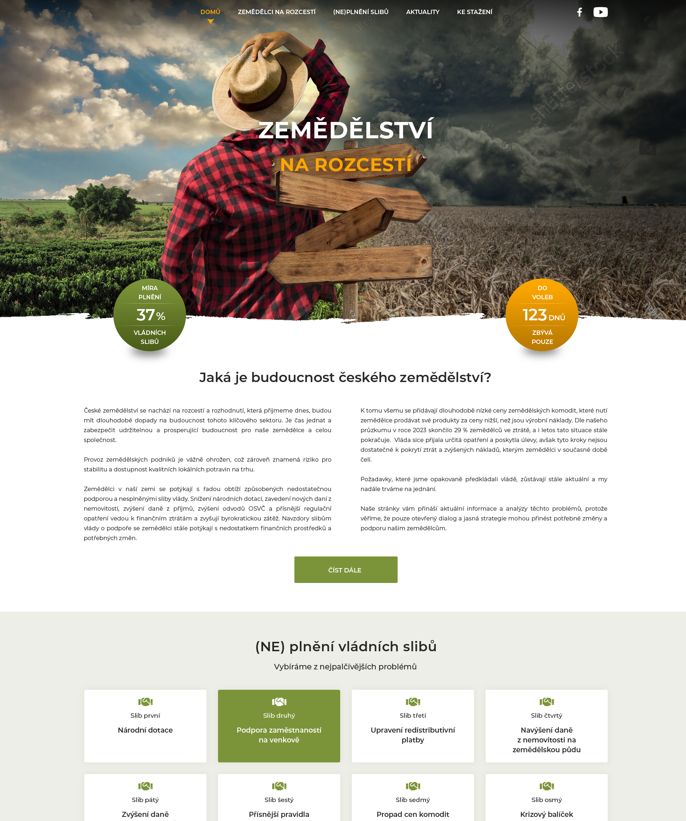 DOMŮ ZEMĚDĚLCI NA ROZCESTÍ (NE)PLNĚNÍ SLIBŮ AKTUALITY KE STAŽENÍ
ZEMĚDĚLSTVÍ
NA ROZCESTÍ
MÍRA
PLNĚNÍ
37 %
VLÁDNÍCH
SLIBŮ
DO
VOLEB
123 DNŮ
ZBÝVÁ
POUZE
Jaká je budoucnost českého zemědělství?
České zemědělství se nachází na rozcestí a rozhodnutí, která přijmeme dnes, budou
mít dlouhodobé dopady na budoucnost tohoto klíčového sektoru. Je čas jednat a
zabezpečit udržitelnou a prosperující budoucnost pro naše zemědělce a celou
společnost.
Provoz zemědělských podniků je vážně ohrožen, což zároveň znamená riziko pro
stabilitu a dostupnost kvalitních lokálních potravin na trhu.
Zemědělci v naší zemi se potýkají s řadou obtíží způsobených nedostatečnou
podporou a nesplněnými sliby vlády. Snížení národních dotací, zavedení nových daní z
nemovitosti, zvýšení daně z příjmů, zvýšení odvodů OSVČ a přísnější regulační
opatření vedou k finančním ztrátám a zvyšují byrokratickou zátěž. Navzdory slibům
vlády o podpoře se zemědělci stále potýkají s nedostatkem finančních prostředků a
potřebných změn.
K tomu všemu se přidávají dlouhodobě nízké ceny zemědělských komodit, které nutí
zemědělce prodávat své produkty za ceny nižší, než jsou výrobní náklady. Dle našeho
průzkumu v roce 2023 skončilo 29 % zemědělců ve ztrátě, a i letos tato situace stále
pokračuje. Vláda sice přijala určitá opatření a poskytla úlevy, avšak tyto kroky nejsou
dostatečné k pokrytí ztrát a zvýšených nákladů, kterým zemědělci v současné době
čelí.
Požadavky, které jsme opakovaně předkládali vládě, zůstávají stále aktuální a my
nadále trváme na jednání.
Naše stránky vám přináší aktuální informace a analýzy těchto problémů, protože
věříme, že pouze otevřený dialog a jasná strategie mohou přinést potřebné změny a
podporu našim zemědělcům.
ČÍST DÁLE
(NE) plnění vládních slibů
Vybíráme z nejpalčivějších problémů
Slib první
Národní dotace
Slib druhý
Podpora zaměstnanosti
na venkově
Slib třetí
Upravení redistributivní
platby
Slib čtvrtý
Navýšení daně
z nemovitosti na
zemědělskou půdu
Slib pátý
Zvýšení daně
Slib šestý
Přísnější pravidla
Slib sedmý
Propad cen komodit
Slib osmý
Krizový balíček